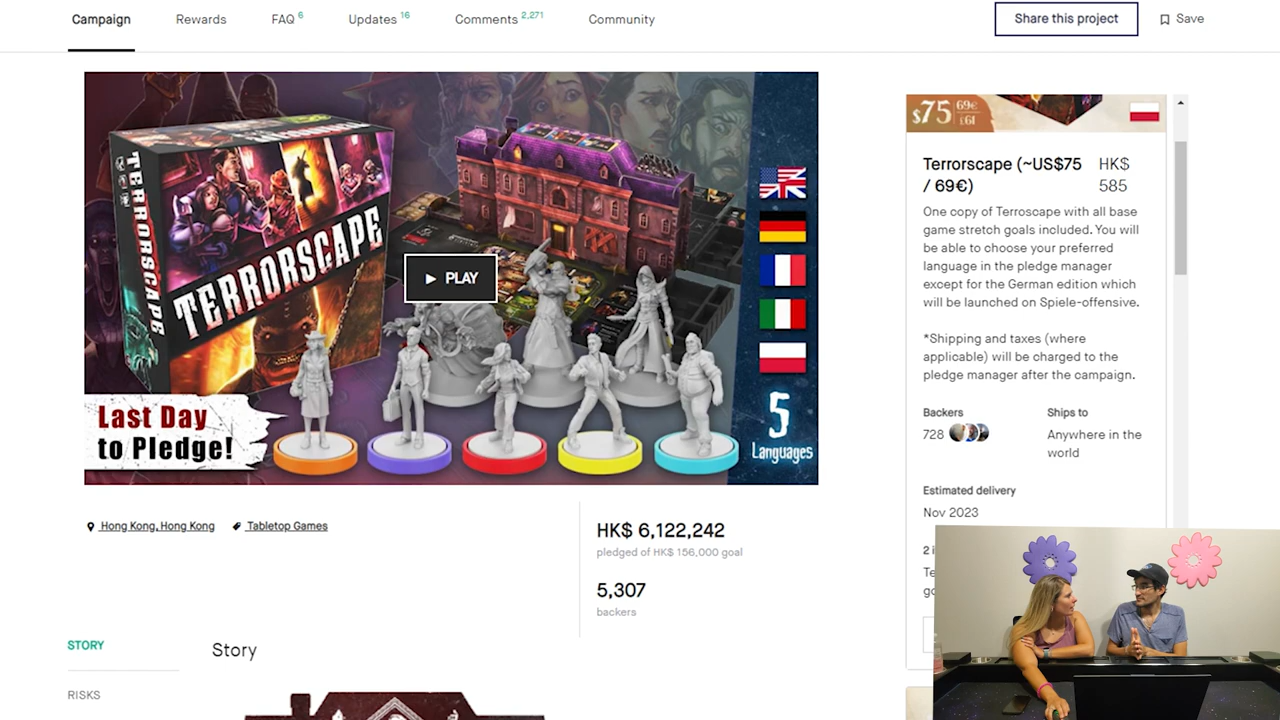 Campaign
Rewards
FAQ 6
Updates 16
Comments 2,271
Community
Share this project
Save
TERRORSCAPE
TERRORSCAPE
PLAY
Last Day
to Pledge!
5
Languages
Hong Kong, Hong Kong
Tabletop Games
HK$ 6,122,242
pledged of HK$ 156,000 goal
5,307
backers
STORY
RISKS
Story
$75 69€
£61
Terrorscape (~US$75
/ 69€)
HK$
585
One copy of Terroscape with all base
game stretch goals included. You will
be able to choose your preferred
language in the pledge manager
except for the German edition which
will be launched on Spiele-offensive.
*Shipping and taxes (where
applicable) will be charged to the
pledge manager after the campaign.
Backers
728
Ships to
Anywhere in the
world
Estimated delivery
Nov 2023